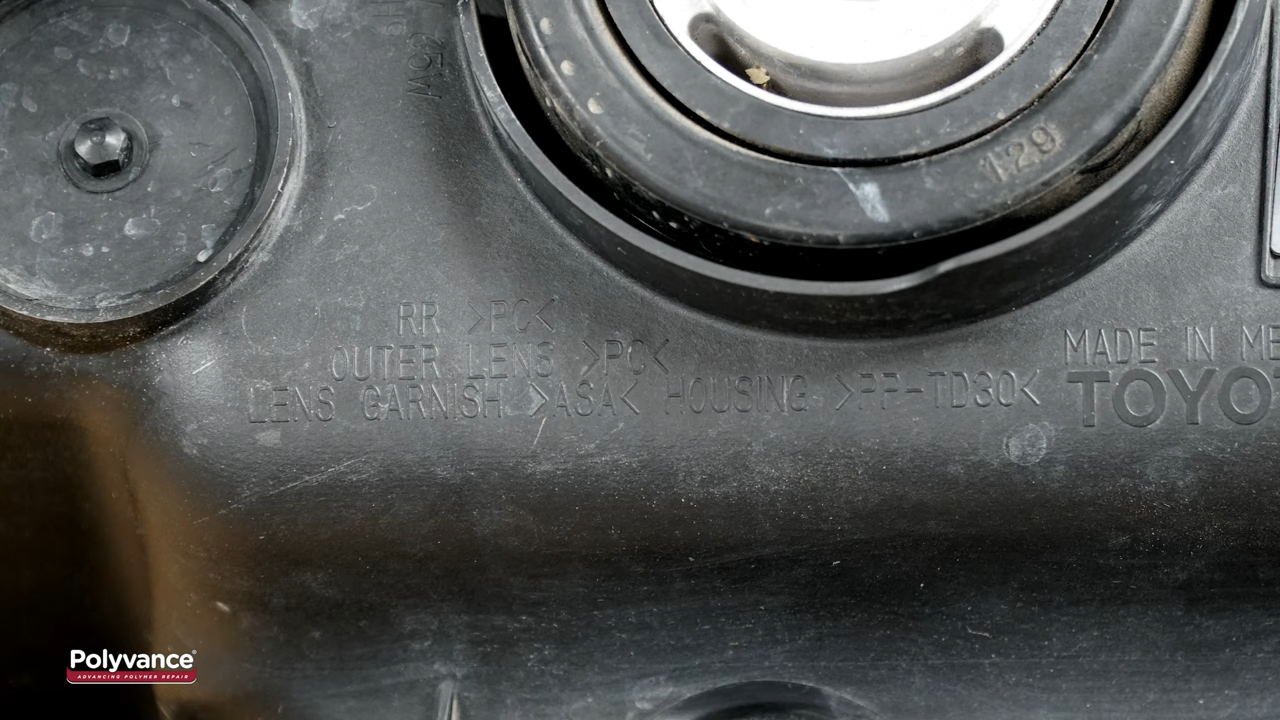 25W
129
RR >PC<
OUTER LENS >PC<
LENS GARNISH >ASA< HOUSING >PP-TD30<
MADE IN ME
TOYOT
Polyvance®
ADVANCING POLYMER REPAIR